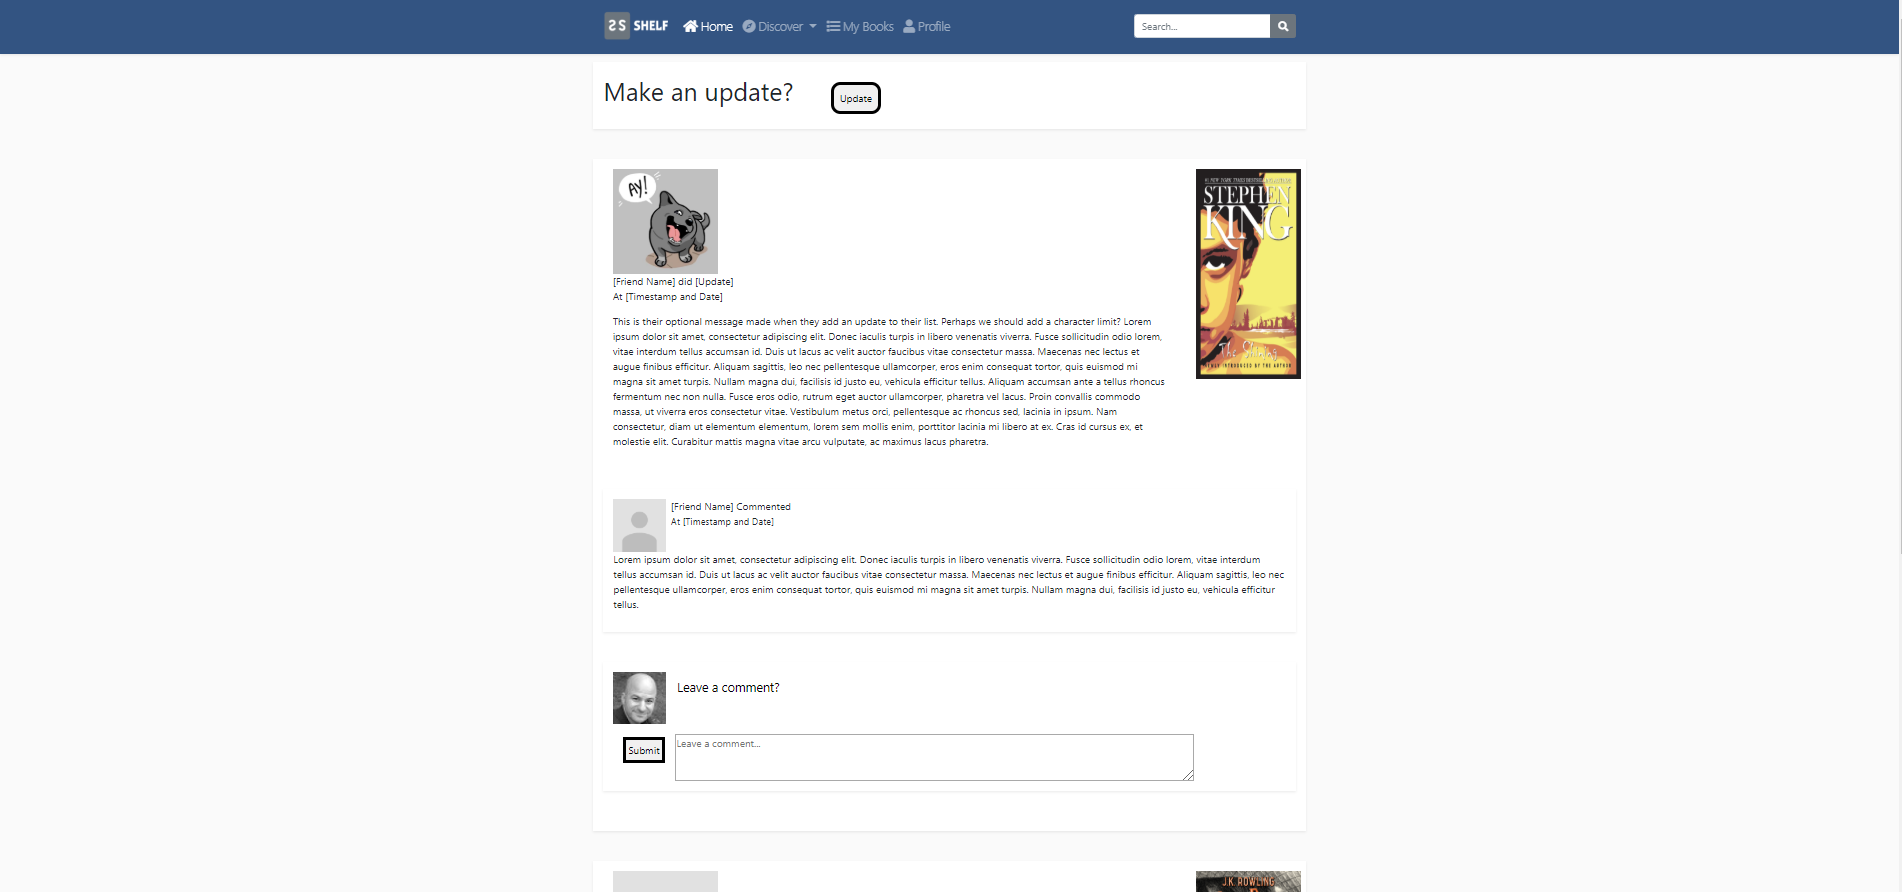 SS SHELF Home Discover My Books Profile Search...
Make an update? Update
AY!
#1 NEW YORK TIMES BESTSELLING AUTHOR
STEPHEN
KING
The Shining
NEWLY INTRODUCED BY THE AUTHOR
[Friend Name] did [Update]
At [Timestamp and Date]
This is their optional message made when they add an update to their list. Perhaps we should add a character limit? Lorem
ipsum dolor sit amet, consectetur adipiscing elit. Donec iaculis turpis in libero venenatis viverra. Fusce sollicitudin odio lorem,
vitae interdum tellus accumsan id. Duis ut lacus ac velit auctor faucibus vitae consectetur massa. Maecenas nec lectus et
augue finibus efficitur. Aliquam sagittis, leo nec pellentesque ullamcorper, eros enim consequat tortor, quis euismod mi
magna sit amet turpis. Nullam magna dui, facilisis id justo eu, vehicula efficitur tellus. Aliquam accumsan ante a tellus rhoncus
fermentum nec non nulla. Fusce eros odio, rutrum eget auctor ullamcorper, pharetra vel lacus. Proin convallis commodo
massa, ut viverra eros consectetur vitae. Vestibulum metus orci, pellentesque ac rhoncus sed, lacinia in ipsum. Nam
consectetur, diam ut elementum elementum, lorem sem mollis enim, porttitor lacinia mi libero at ex. Cras id cursus ex, et
molestie elit. Curabitur mattis magna vitae arcu vulputate, ac maximus lacus pharetra.
[Friend Name] Commented
At [Timestamp and Date]
Lorem ipsum dolor sit amet, consectetur adipiscing elit. Donec iaculis turpis in libero venenatis viverra. Fusce sollicitudin odio lorem, vitae interdum
tellus accumsan id. Duis ut lacus ac velit auctor faucibus vitae consectetur massa. Maecenas nec lectus et augue finibus efficitur. Aliquam sagittis, leo nec
pellentesque ullamcorper, eros enim consequat tortor, quis euismod mi magna sit amet turpis. Nullam magna dui, facilisis id justo eu, vehicula efficitur
tellus.
Leave a comment?
Submit Leave a comment...
J.K. ROWLING